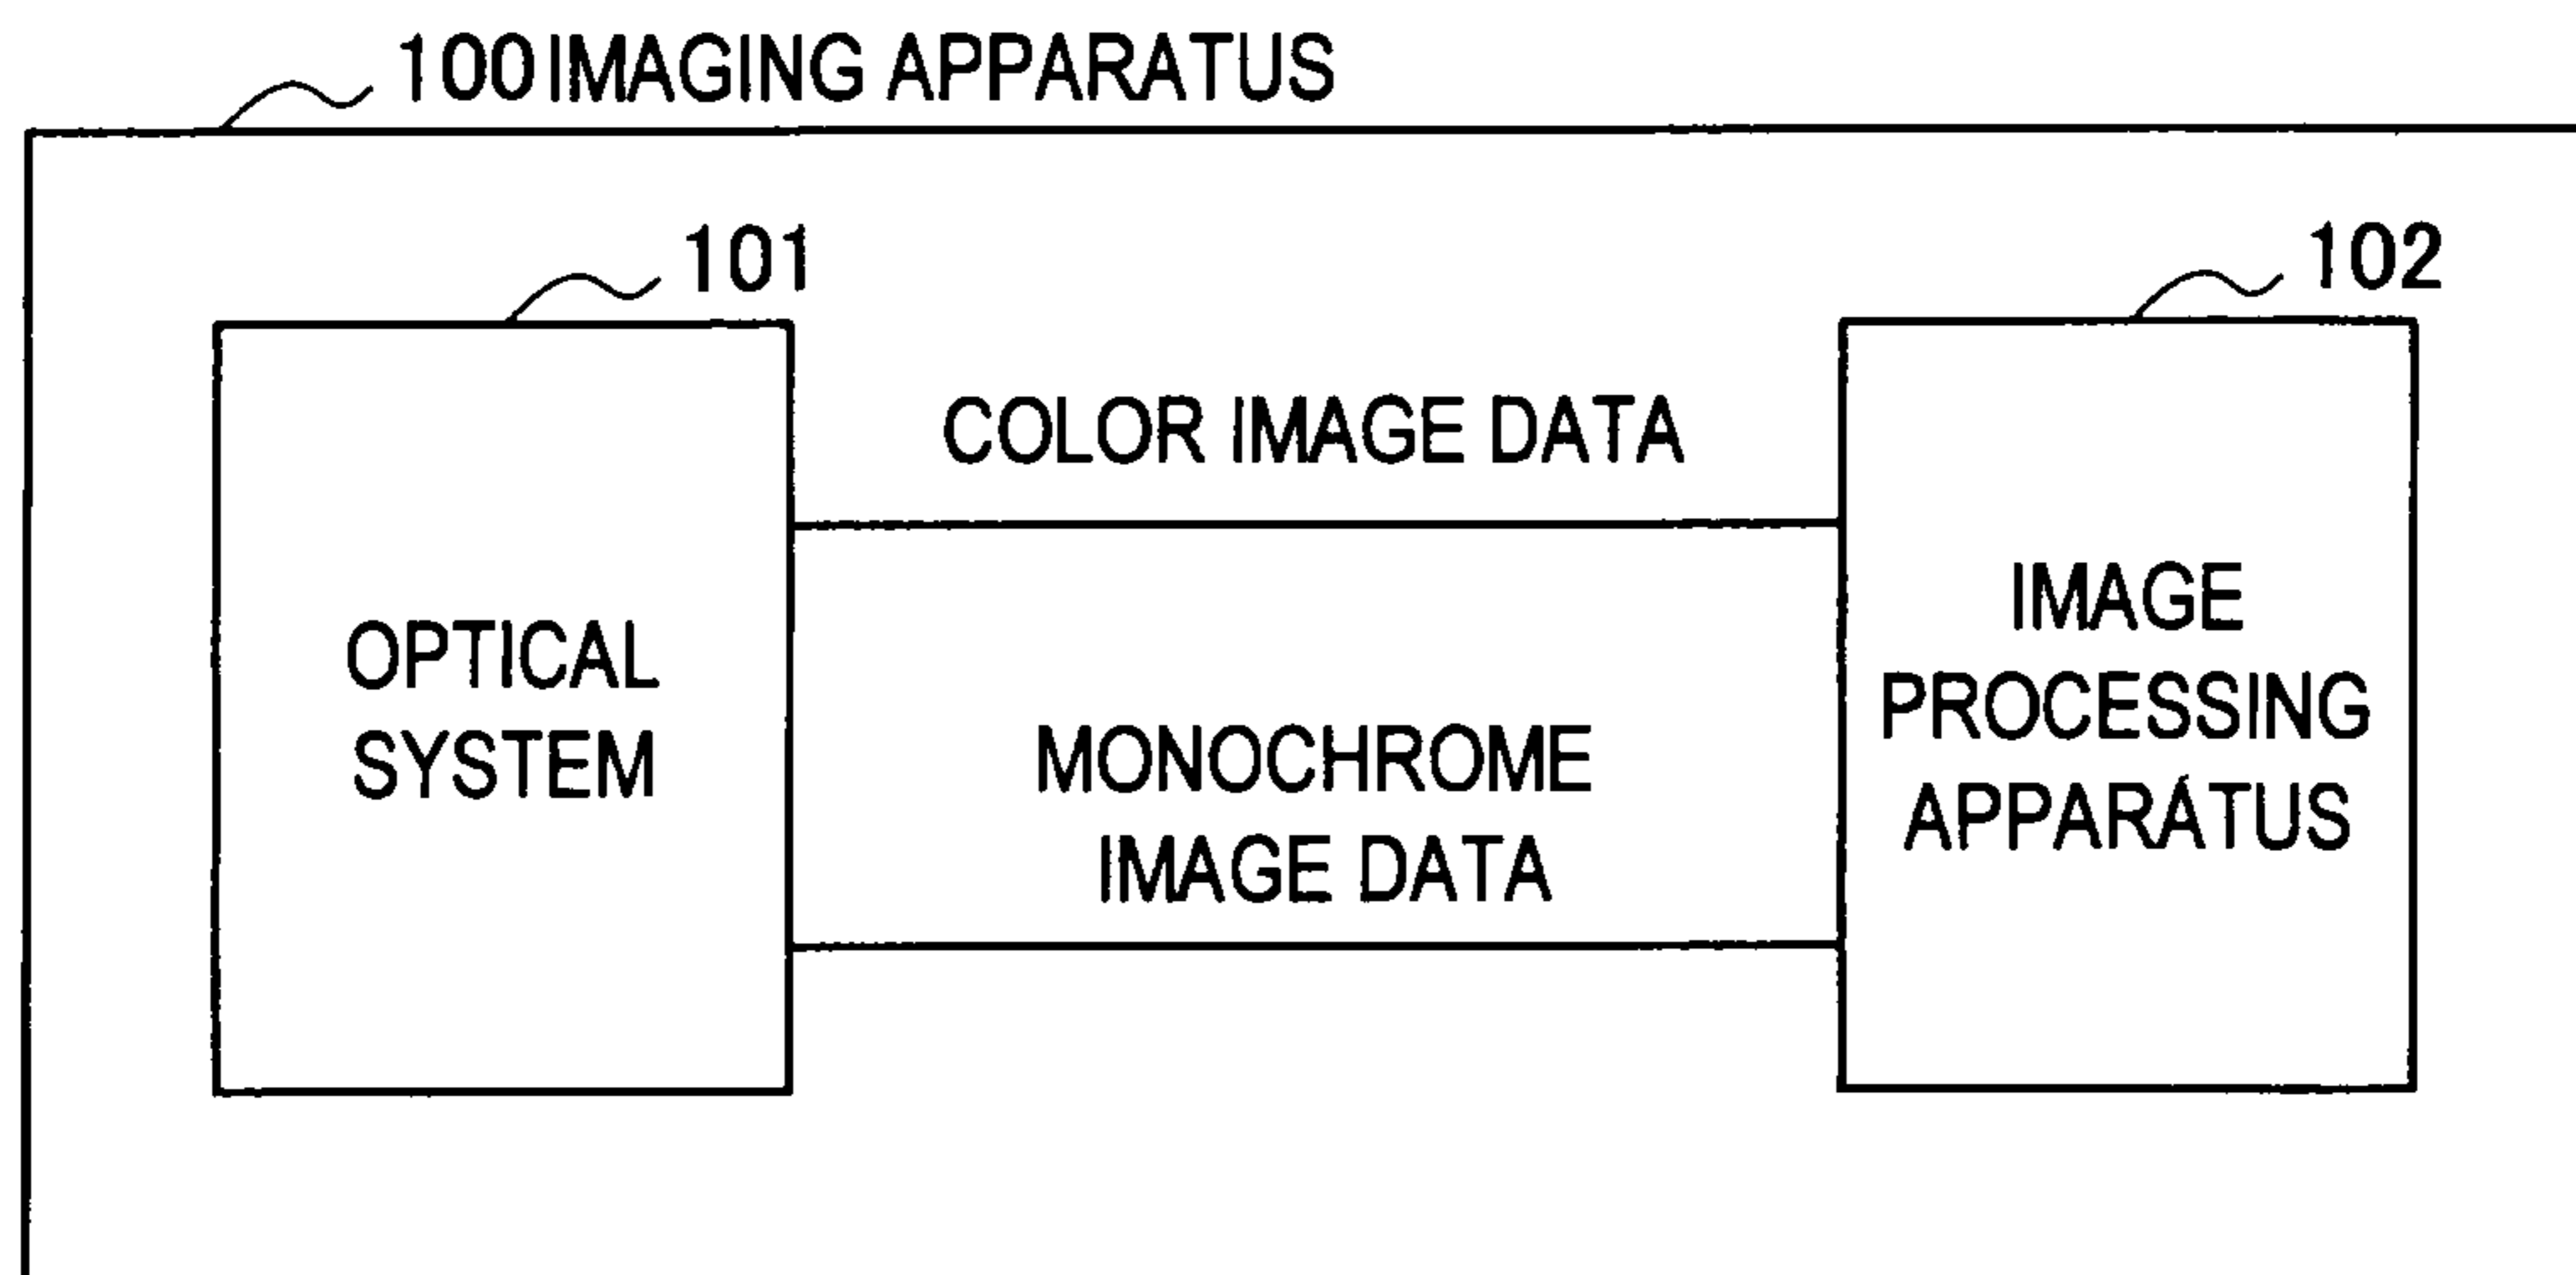 100 IMAGING APPARATUS
101
102
COLOR IMAGE DATA
OPTICAL
SYSTEM
MONOCHROME
IMAGE DATA
IMAGE
PROCESSING
APPARATUS